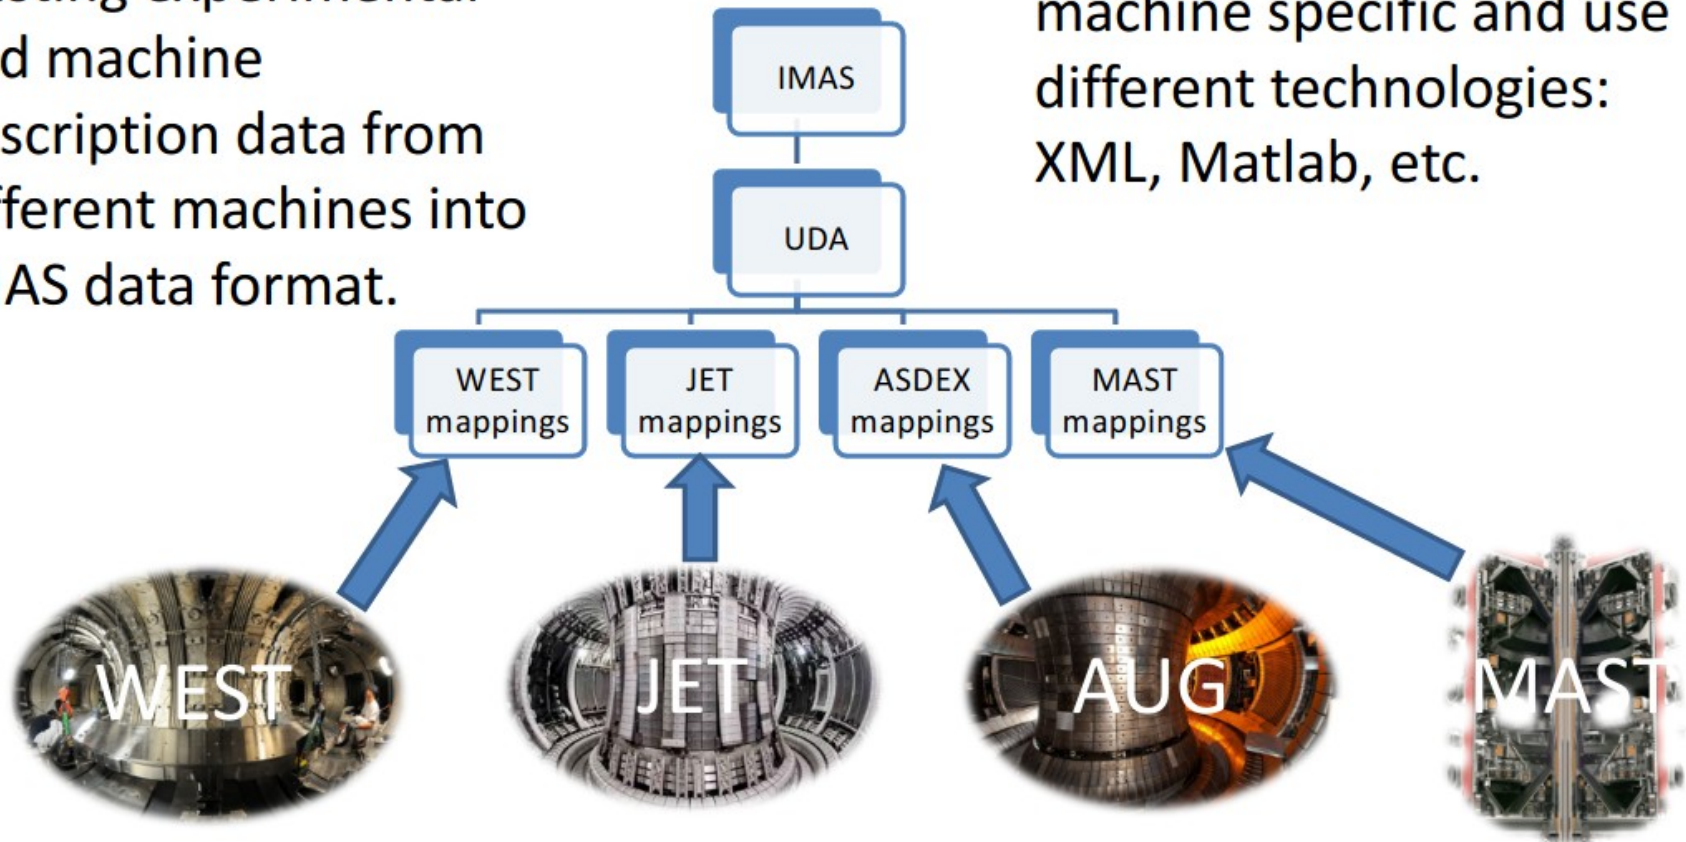 d machine
scription data from
fferent machines into
AS data format.
machine specific and use
different technologies:
XML, Matlab, etc.
IMAS
UDA
WEST
mappings
JET
mappings
ASDEX
mappings
MAST
mappings
WEST
JET
AUG
MAST